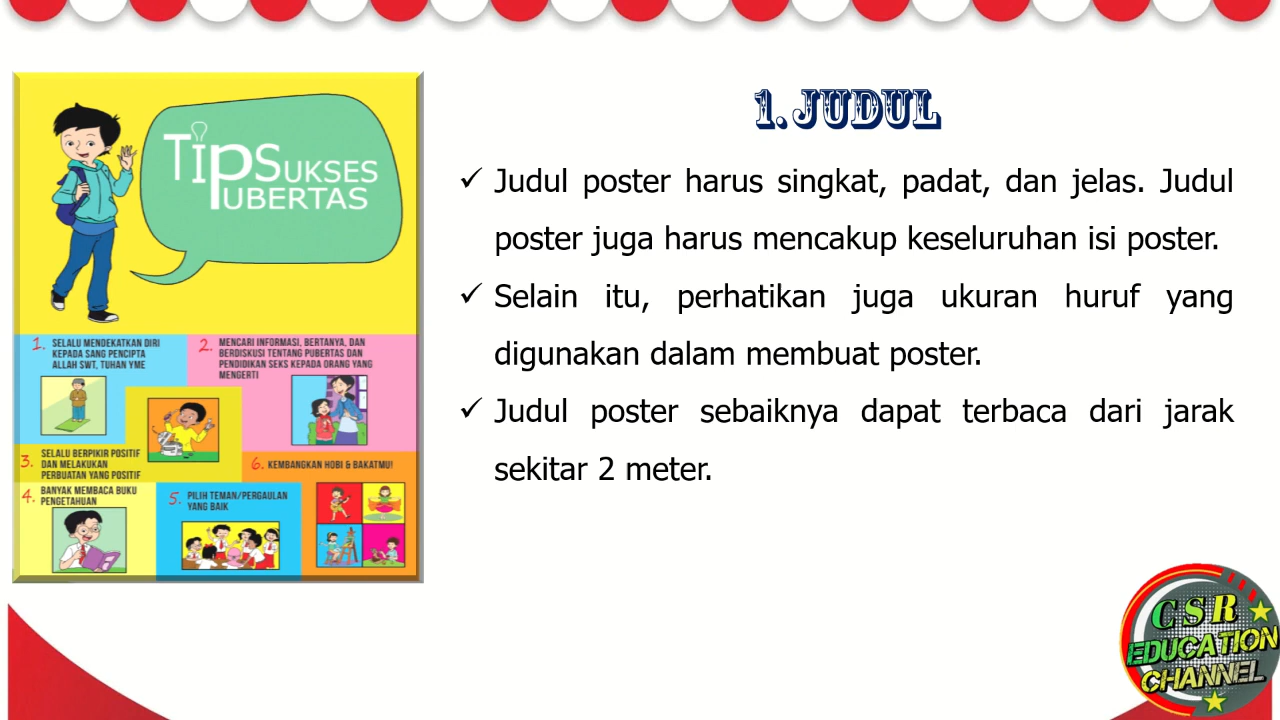 TIPSUKSES
PUBERTAS
1. SELALU MENDEKATKAN DIRI
KEPADA SANG PENCIPTA
ALLAH SWT, TUHAN YME
2. MENCARI INFORMASI, BERTANYA, DAN
BERDISKUSI TENTANG PUBERTAS DAN
PENDIDIKAN SEKS KEPADA ORANG YANG
MENGERTI
3. SELALU BERPIKIR POSITIF
DAN MELAKUKAN
PERBUATAN YANG POSITIF
4. BANYAK MEMBACA BUKU
PENGETAHUAN
5. PILIH TEMAN/PERGAULAN
YANG BAIK
6. KEMBANGKAN HOBI & BAKATMU!
1. JUDUL
✓ Judul poster harus singkat, padat, dan jelas. Judul
poster juga harus mencakup keseluruhan isi poster.
✓ Selain itu, perhatikan juga ukuran huruf yang
digunakan dalam membuat poster.
✓ Judul poster sebaiknya dapat terbaca dari jarak
sekitar 2 meter.
CSR
EDUCATION
CHANNEL